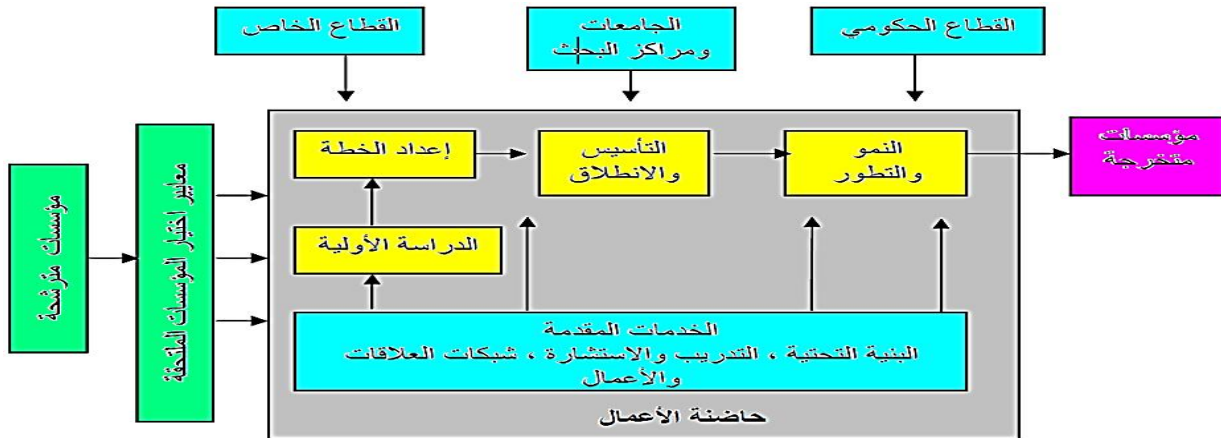 القطاع الخاص
الجامعات
ومراكز البحث
القطاع الحكومي
مؤسسات مترشحة
معايير اختيار المؤسسات الملتحقة
إعداد الخطة
التأسيس
والانطلاق
النمو
والتطور
مؤسسات
متخرجة
الدراسة الأولية
الخدمات المقدمة
البنية التحتية ، التدريب والاستشارة ، شبكات العلاقات
والأعمال
حاضنة الأعمال